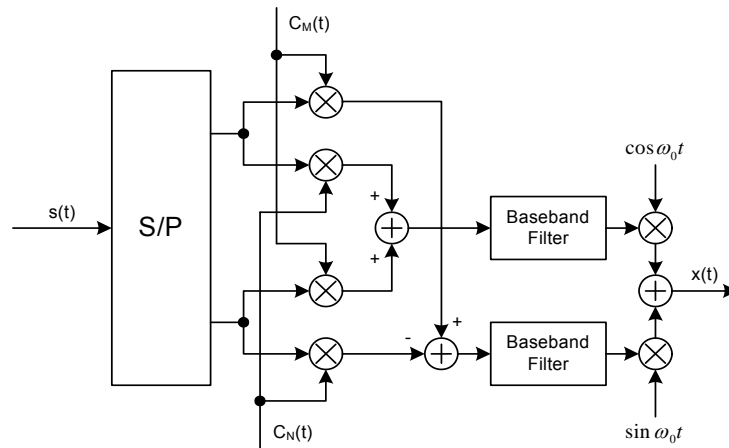 C_M(t)
cos ω₀t
+
s(t)
S/P
Baseband
Filter
+
x(t)
+
-
Baseband
Filter
C_N(t)
sin ω₀t